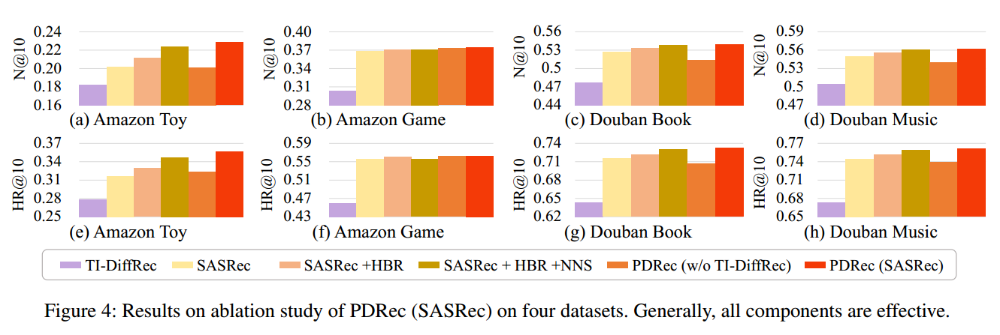 N@10
0.24
0.22
0.20
0.18
0.16
(a) Amazon Toy
N@10
0.40
0.37
0.34
0.31
0.28
(b) Amazon Game
N@10
0.56
0.53
0.5
0.47
0.44
(c) Douban Book
N@10
0.59
0.56
0.53
0.5
0.47
(d) Douban Music
HR@10
0.37
0.34
0.31
0.28
0.25
(e) Amazon Toy
HR@10
0.59
0.55
0.51
0.47
0.43
(f) Amazon Game
HR@10
0.74
0.71
0.68
0.65
0.62
(g) Douban Book
HR@10
0.77
0.74
0.71
0.68
0.65
(h) Douban Music
TI-DiffRec SASRec SASRec +HBR SASRec + HBR +NNS PDRec (w/o TI-DiffRec) PDRec (SASRec)
Figure 4: Results on ablation study of PDRec (SASRec) on four datasets. Generally, all components are effective.